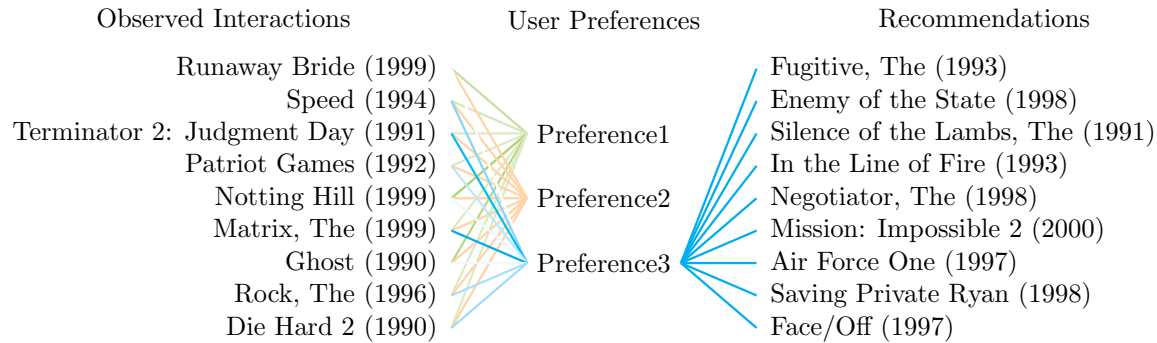 Observed Interactions
User Preferences
Recommendations
Runaway Bride (1999)
Speed (1994)
Terminator 2: Judgment Day (1991)
Patriot Games (1992)
Notting Hill (1999)
Matrix, The (1999)
Ghost (1990)
Rock, The (1996)
Die Hard 2 (1990)
Preference1
Preference2
Preference3
Fugitive, The (1993)
Enemy of the State (1998)
Silence of the Lambs, The (1991)
In the Line of Fire (1993)
Negotiator, The (1998)
Mission: Impossible 2 (2000)
Air Force One (1997)
Saving Private Ryan (1998)
Face/Off (1997)